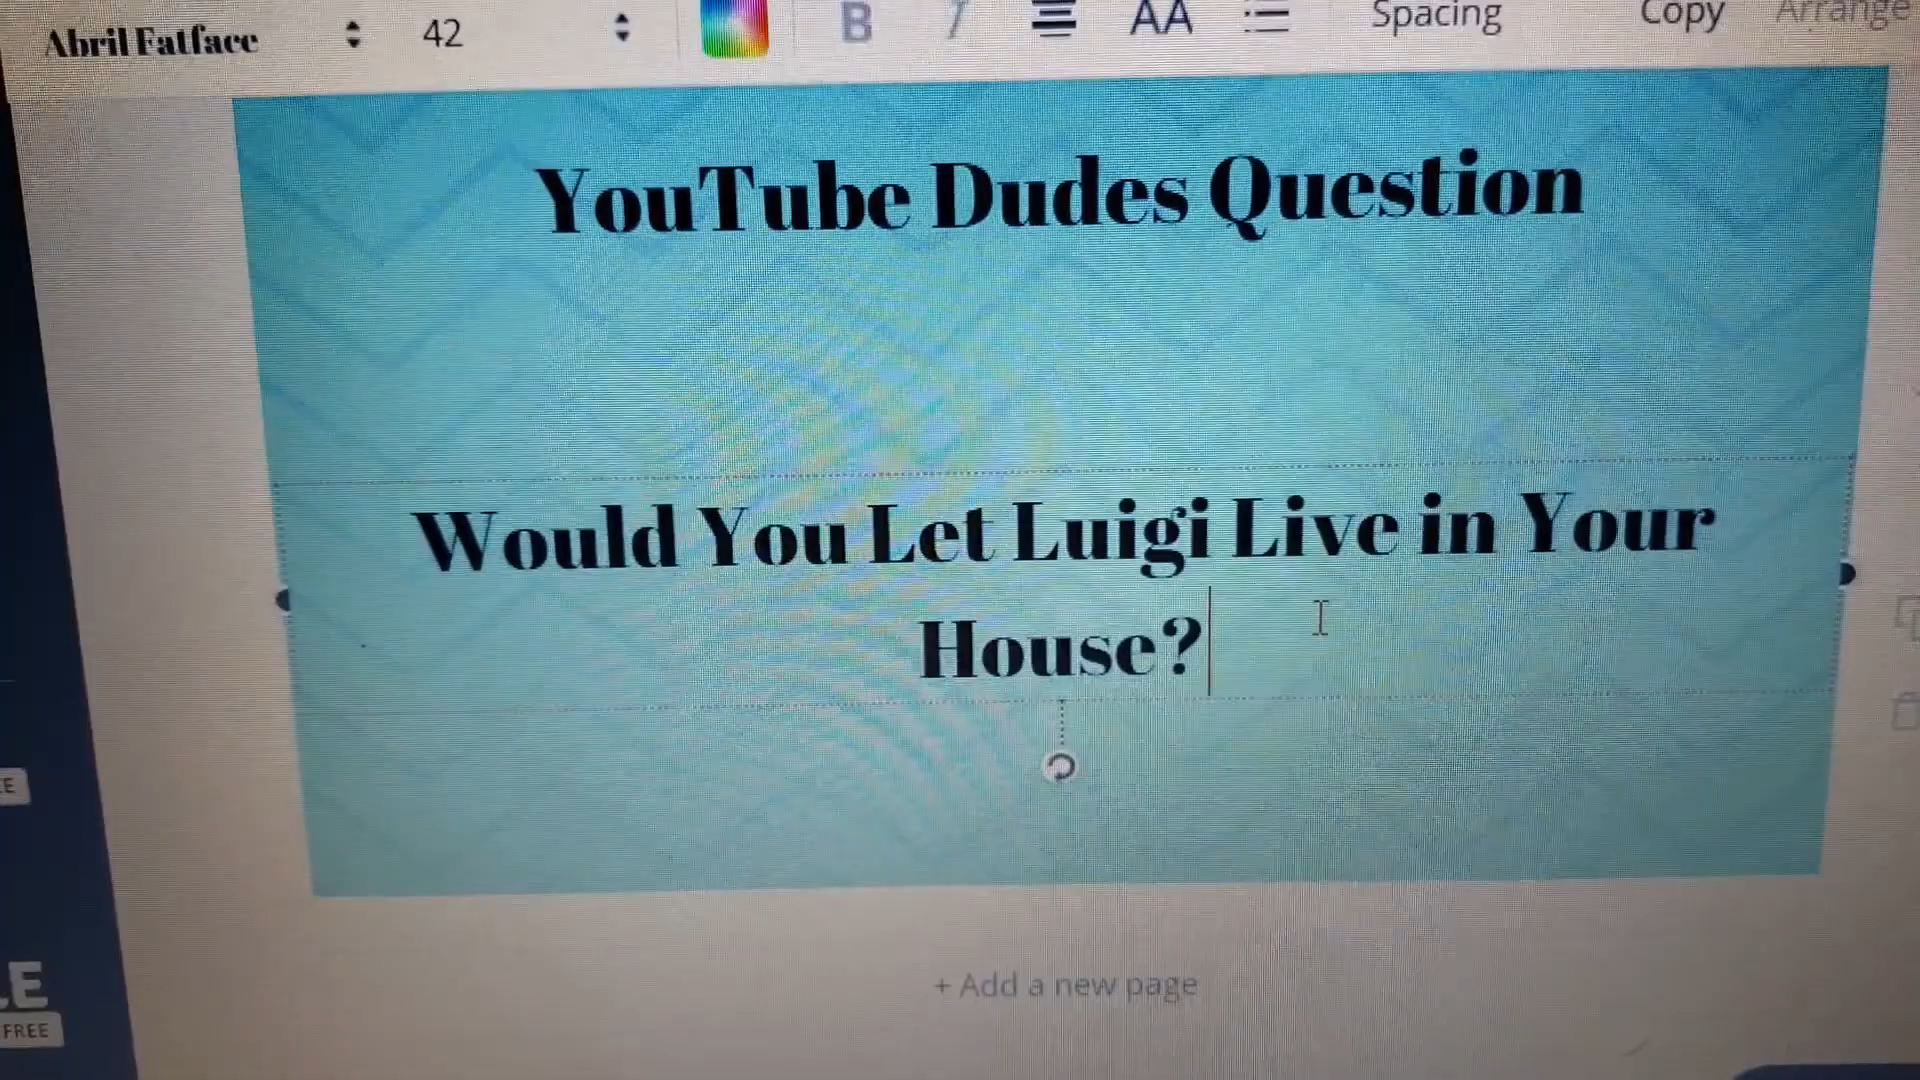 Abril Fatface 42 B I AA Spacing Copy Arrange
YouTube Dudes Question
Would You Let Luigi Live in Your
House?
E
+ Add a new page
LE
FREE